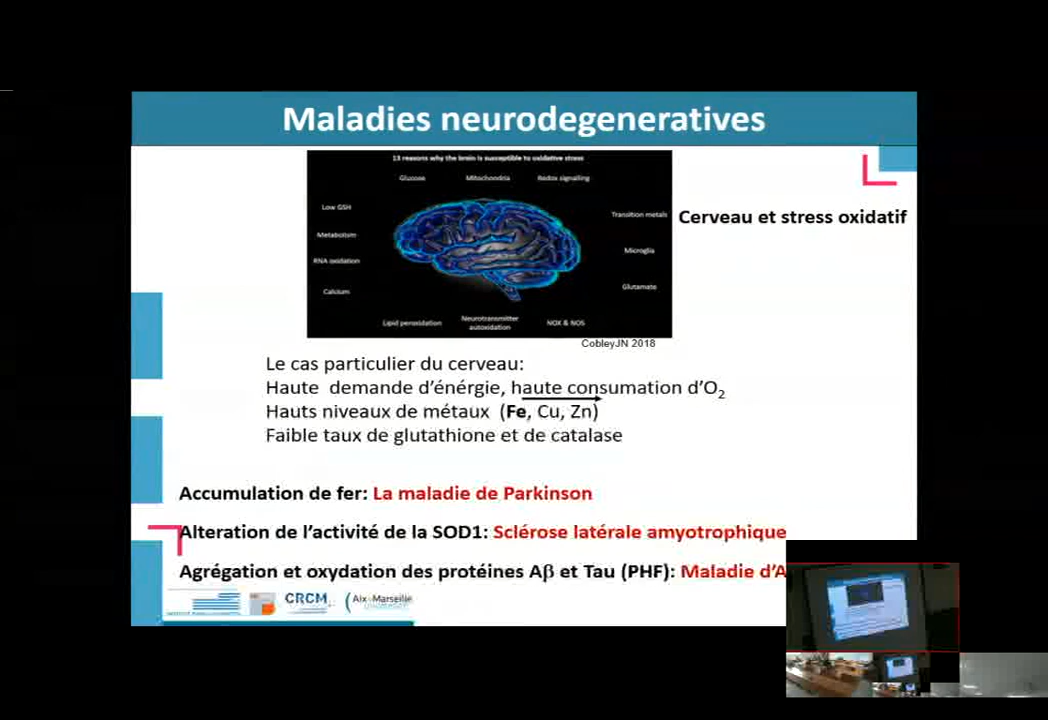 Maladies neurodegeneratives
13 reasons why the brain is susceptible to oxidative stress
Glucose
Mitochondria
Redox signalling
Low GSH
Transition metals
Cerveau et stress oxidatif
Metabolism
Microglia
RNA oxidation
Glutamate
Calcium
Lipid peroxidation
Neurotransmitter
autoxidation
NOX & NOS
CobleyJN 2018
Le cas particulier du cerveau:
Haute demande d’énérgie, haute consumation d’O2
Hauts niveaux de métaux (Fe, Cu, Zn)
Faible taux de glutathione et de catalase
Accumulation de fer: La maladie de Parkinson
Alteration de l’activité de la SOD1: Sclérose latérale amyotrophique
Agrégation et oxydation des protéines Aβ et Tau (PHF): Maladie d’A
CRCM
Aix Marseille